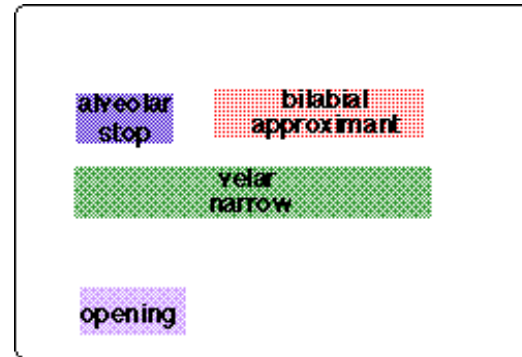 alveolar
stop
bilabial
approximant
velar
narrow
opening